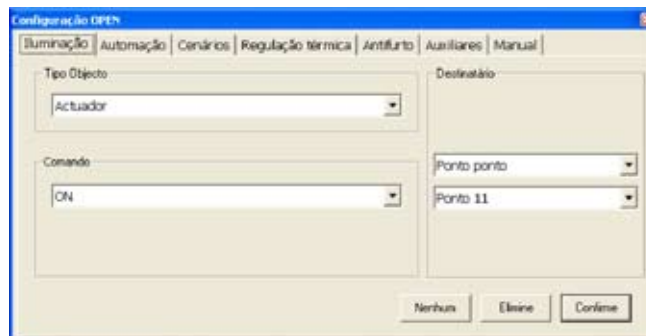 Configuração OPEN
Iluminação Automação Cenários Regulação térmica Antifurto Auxiliares Manual
Tipo Objecto
Actuador
Destinatário
Comando
ON
Ponto ponto
Ponto 11
Nenhum Elimine Confirme